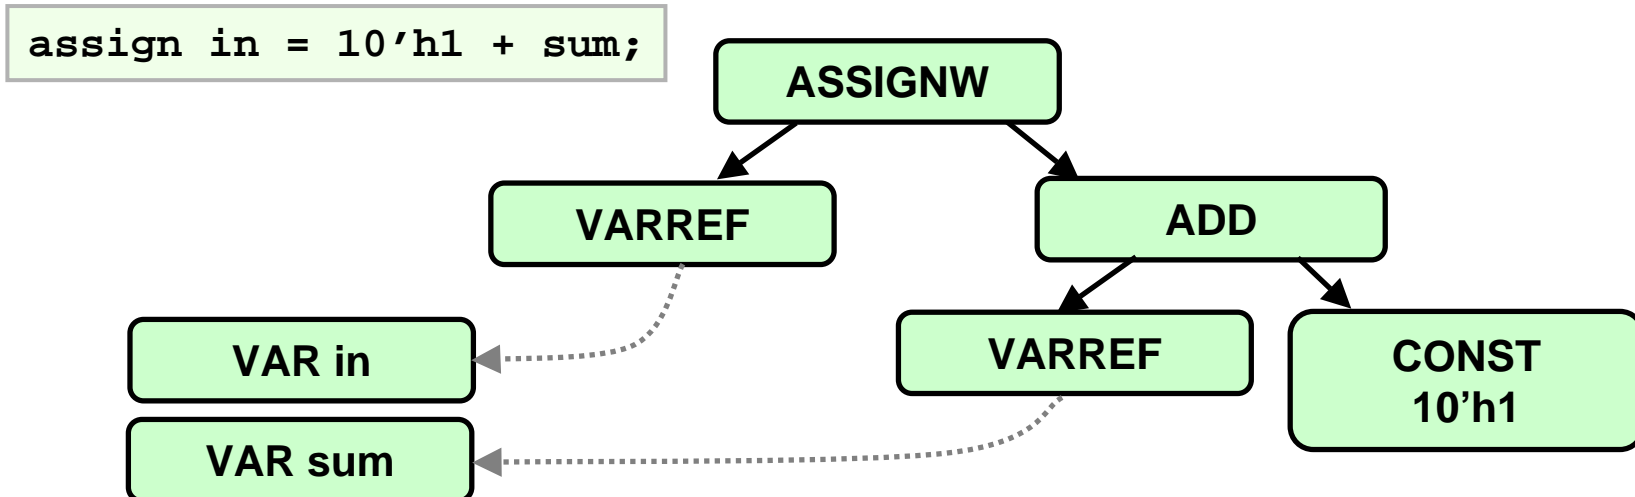 assign in = 10’h1 + sum;
ASSIGNW
VARREF
ADD
VAR in
VARREF
CONST
10’h1
VAR sum